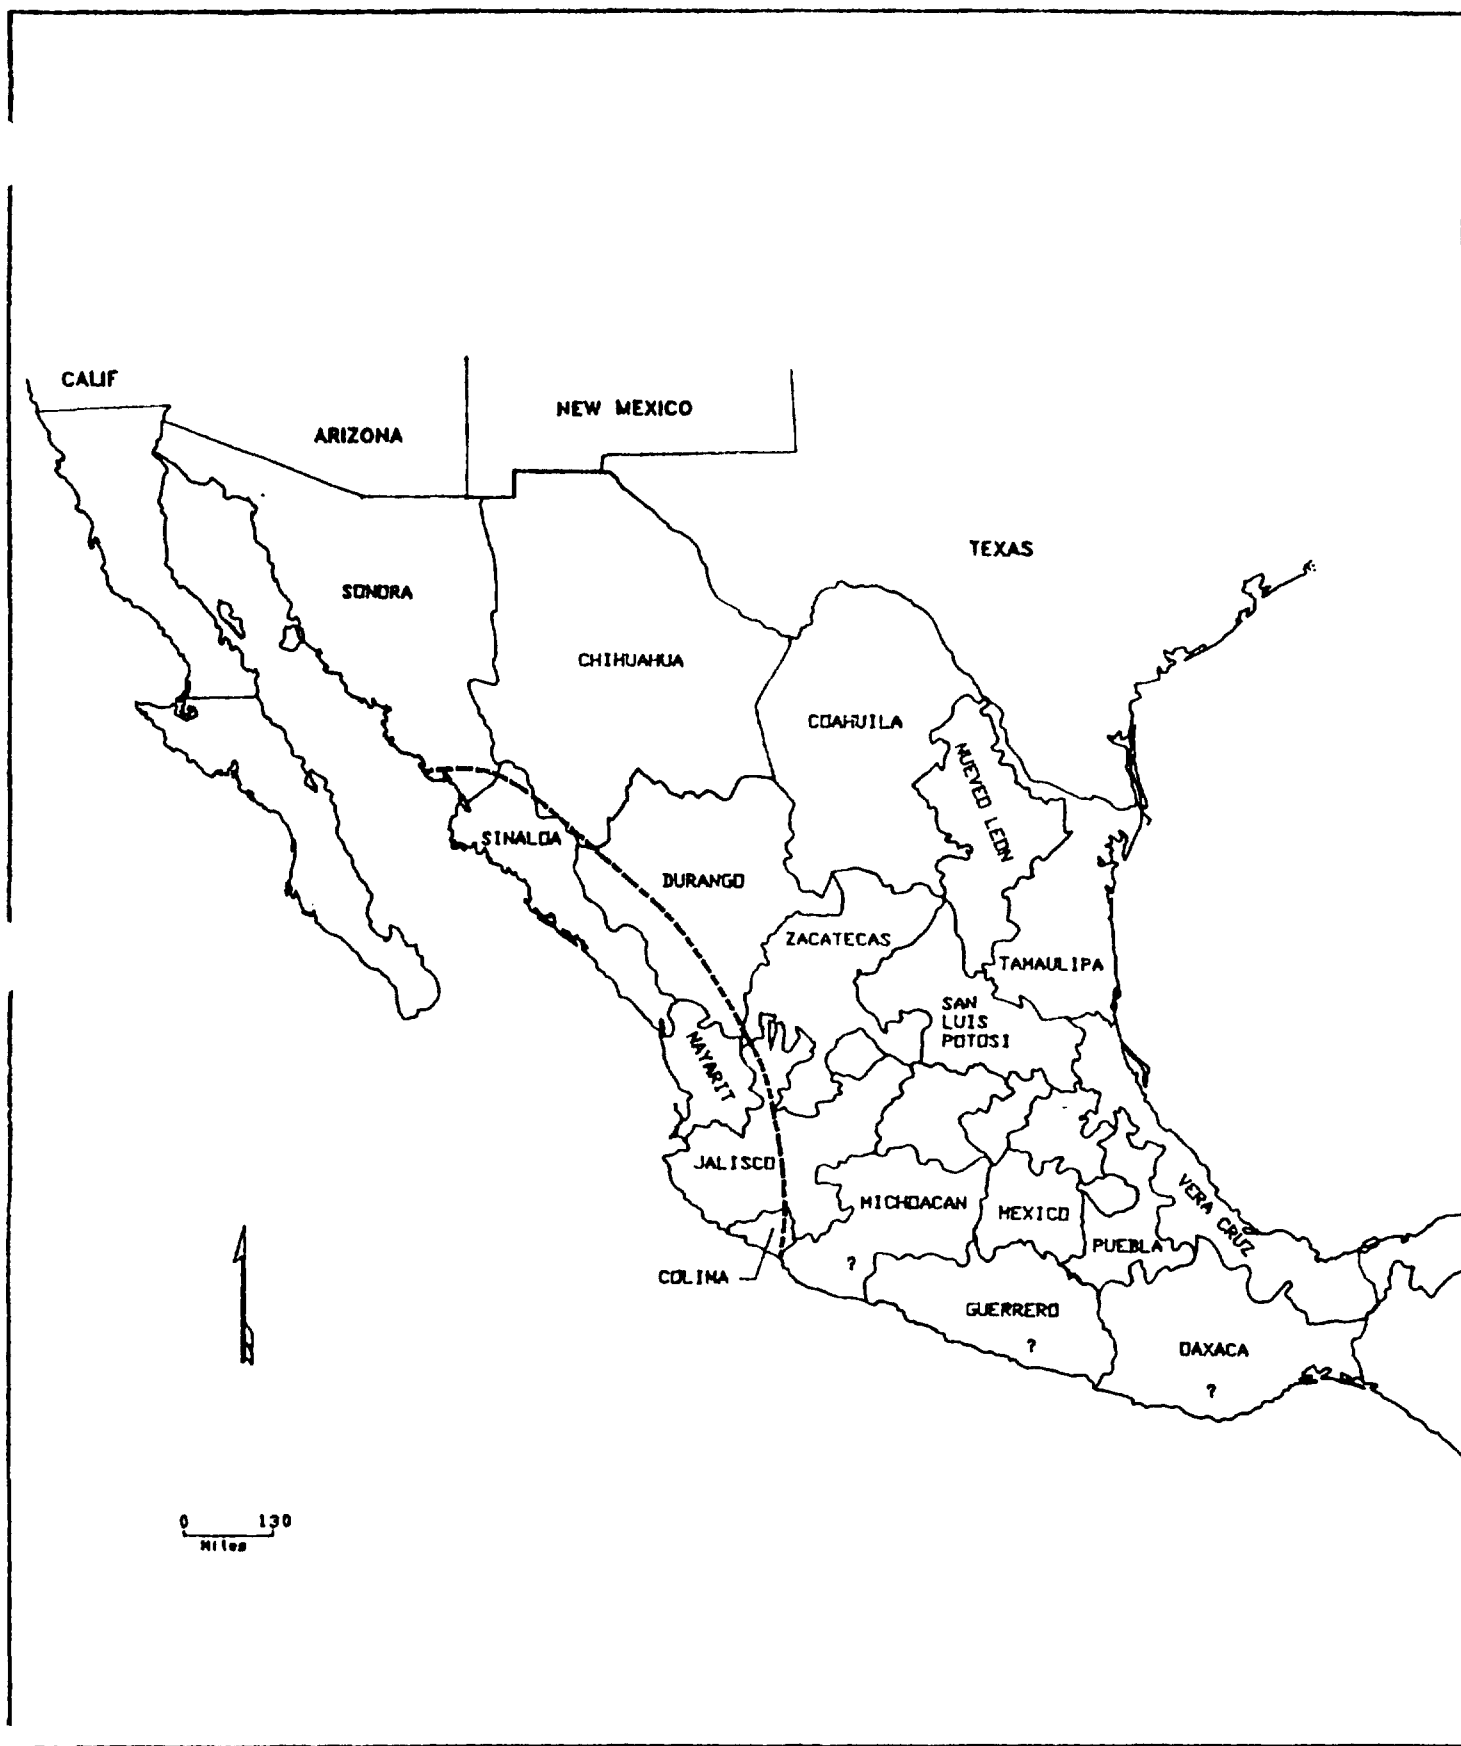 CALIF
NEW MEXICO
ARIZONA
TEXAS
SONORA
CHIHUAHUA
COAHUILA
NUEVO LEON
SINALOA
DURANGO
ZACATECAS
TAMAULIPA
SAN
LUIS
POTOSI
NAYARIT
JALISCO
MICHOACAN
MEXICO
VERA CRUZ
PUEBLA
?
COLIMA
GUERRERO
?
OAXACA
?
0 130
Miles